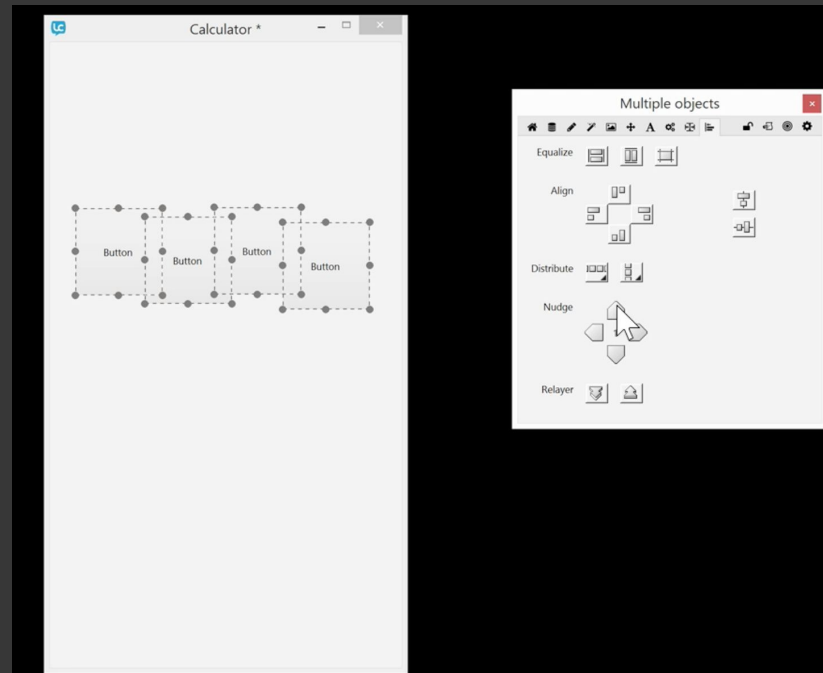 Calculator *
Multiple objects
Equalize
Align
Button
Button
Button
Button
Distribute
Nudge
Relayer